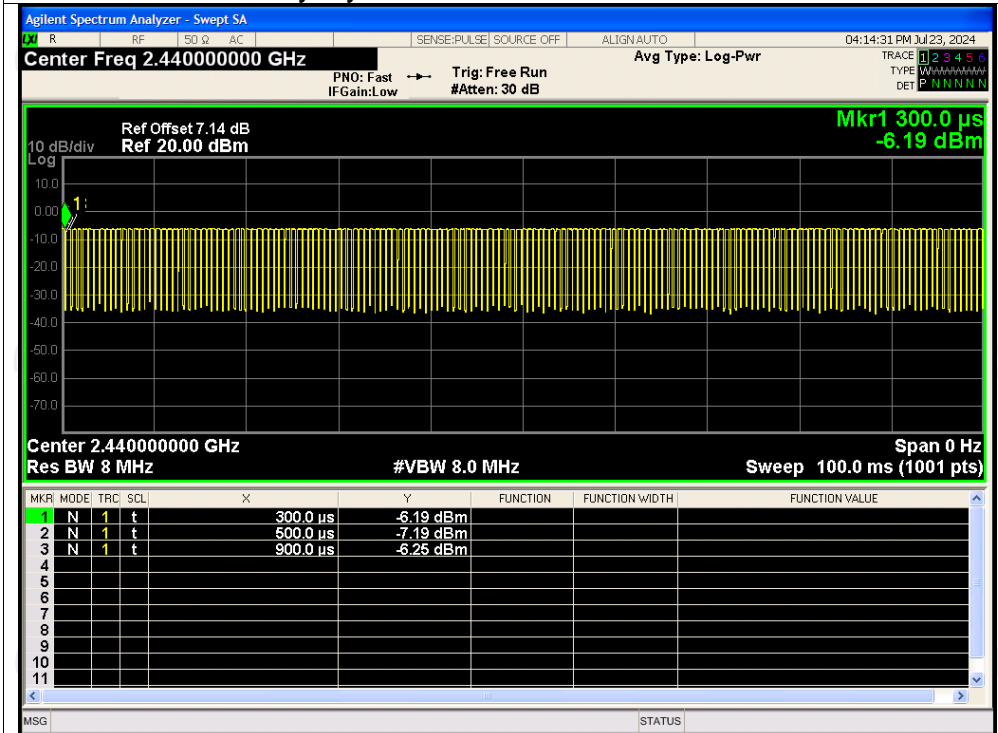 Agilent Spectrum Analyzer - Swept SA
LXI R RF 50 Ω AC SENSE:PULSE SOURCE OFF ALIGNAUTO 04:14:31 PM Jul 23, 2024
Center Freq 2.440000000 GHz
Avg Type: Log-Pwr
TRACE 1 2 3 4 5 6
PNO: Fast Trig: Free Run
TYPE WWWWWW
IFGain:Low #Atten: 30 dB
DET P N N N N N
Mkr1 300.0 µs
Ref Offset 7.14 dB
10 dB/div Ref 20.00 dBm -6.19 dBm
Log
10.0
1
0.00
-10.0
-20.0
-30.0
-40.0
-50.0
-60.0
-70.0
Center 2.440000000 GHz Span 0 Hz
Res BW 8 MHz #VBW 8.0 MHz Sweep 100.0 ms (1001 pts)
MKR MODE TRC SCL X Y FUNCTION FUNCTION WIDTH FUNCTION VALUE
1 N 1 t 300.0 µs -6.19 dBm
2 N 1 t 500.0 µs -7.19 dBm
3 N 1 t 900.0 µs -6.25 dBm
4
5
6
7
8
9
10
11
MSG STATUS